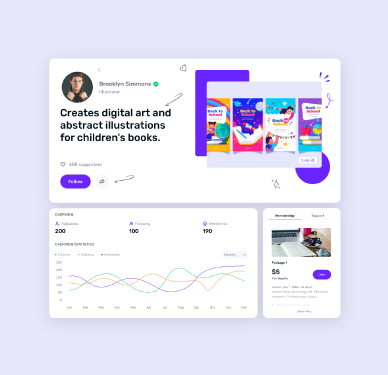 Brooklyn Simmons
Illustrator
Creates digital art and
abstract illustrations
for children's books.
468 supporters
Follow
Back to
School
Back to
School
Back to
School
Link
OVERVIEW
Followers
Following
Membership
200
100
190
OVERVIEW STATISTICS
Followers
Following
Membership
Monthly
250
200
150
100
50
0
Jan
Feb
Mar
Apr
May
Jun
Jul
Aug
Sep
Oct
Nov
Dec
Membership
Support
Package 1
$5
Per Month
Join
See More